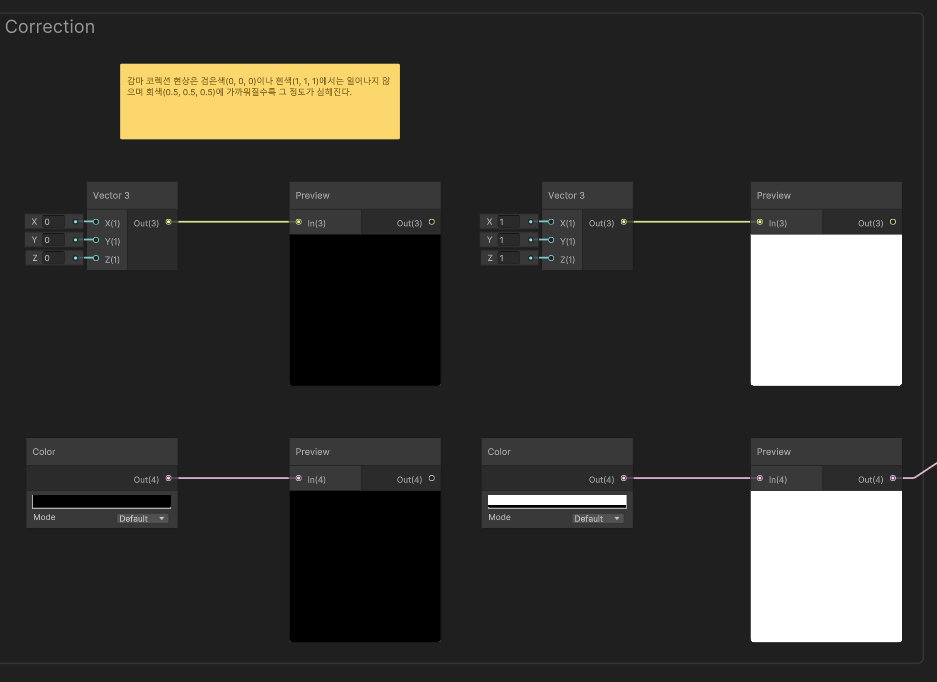 Correction
감마 코렉션 현상은 검은색(0, 0, 0)이나 흰색(1, 1, 1)에서는 일어나지 않
으며 회색(0.5, 0.5, 0.5)에 가까워질수록 그 정도가 심해진다.
Vector 3
X 0
X(1)
Out(3)
Y 0
Y(1)
Z 0
Z(1)
Preview
In(3)
Out(3)
Vector 3
X 1
X(1)
Out(3)
Y 1
Y(1)
Z 1
Z(1)
Preview
In(3)
Out(3)
Color
Out(4)
Mode
Default
Preview
In(4)
Out(4)
Color
Out(4)
Mode
Default
Preview
In(4)
Out(4)